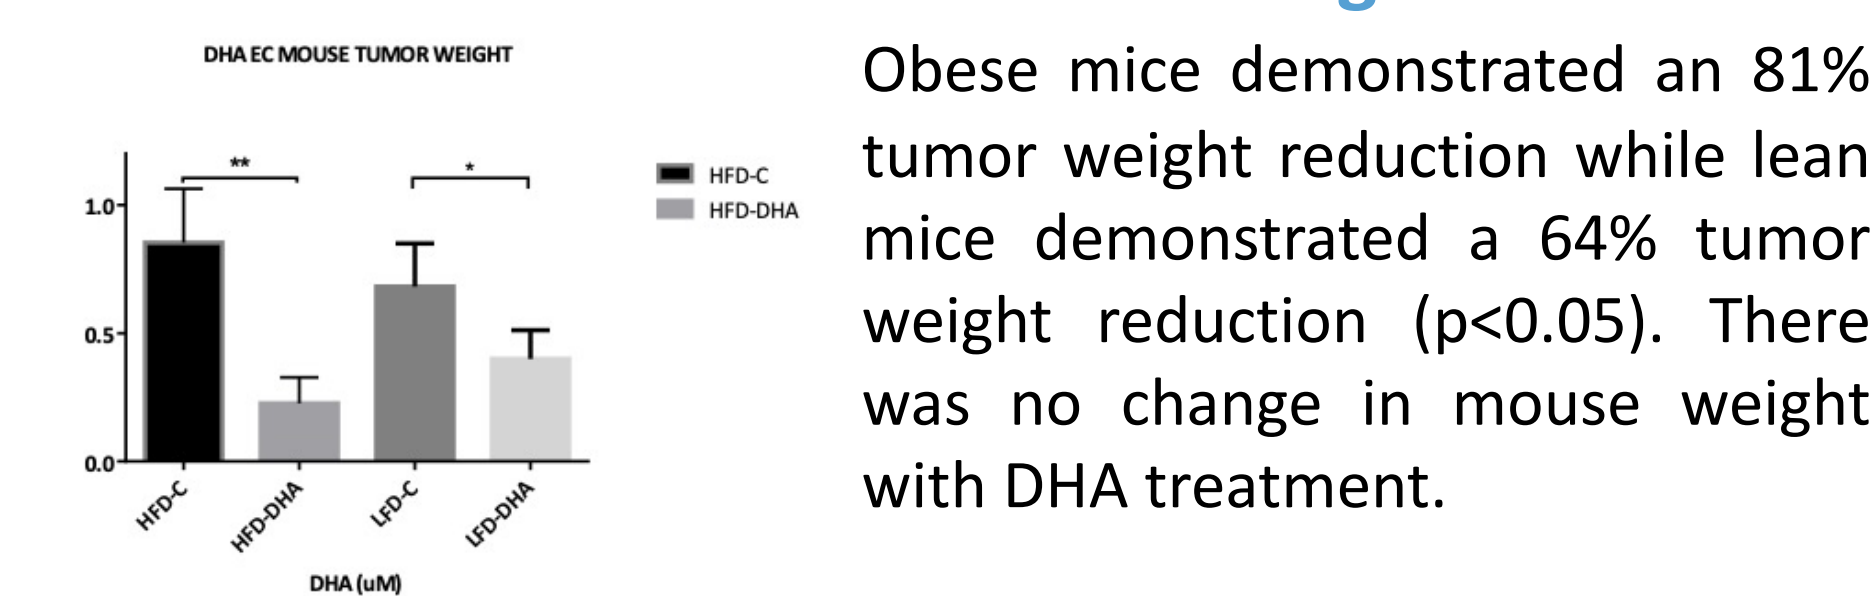 DHA EC MOUSE TUMOR WEIGHT
**
*
1.0
0.5
0.0
HFD-C
HFD-DHA
LFD-C
LFD-DHA
DHA (uM)
HFD-C
HFD-DHA
Obese mice demonstrated an 81%
tumor weight reduction while lean
mice demonstrated a 64% tumor
weight reduction (p<0.05). There
was no change in mouse weight
with DHA treatment.